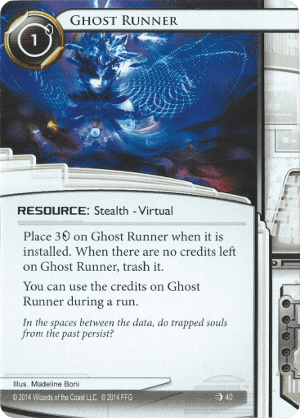 GHOST RUNNER
1
RESOURCE: Stealth - Virtual
Place 3 on Ghost Runner when it is
installed. When there are no credits left
on Ghost Runner, trash it.
You can use the credits on Ghost
Runner during a run.
In the spaces between the data, do trapped souls
from the past persist?
Illus. Madeline Boni
© 2014 Wizards of the Coast LLC. © 2014 FFG
40